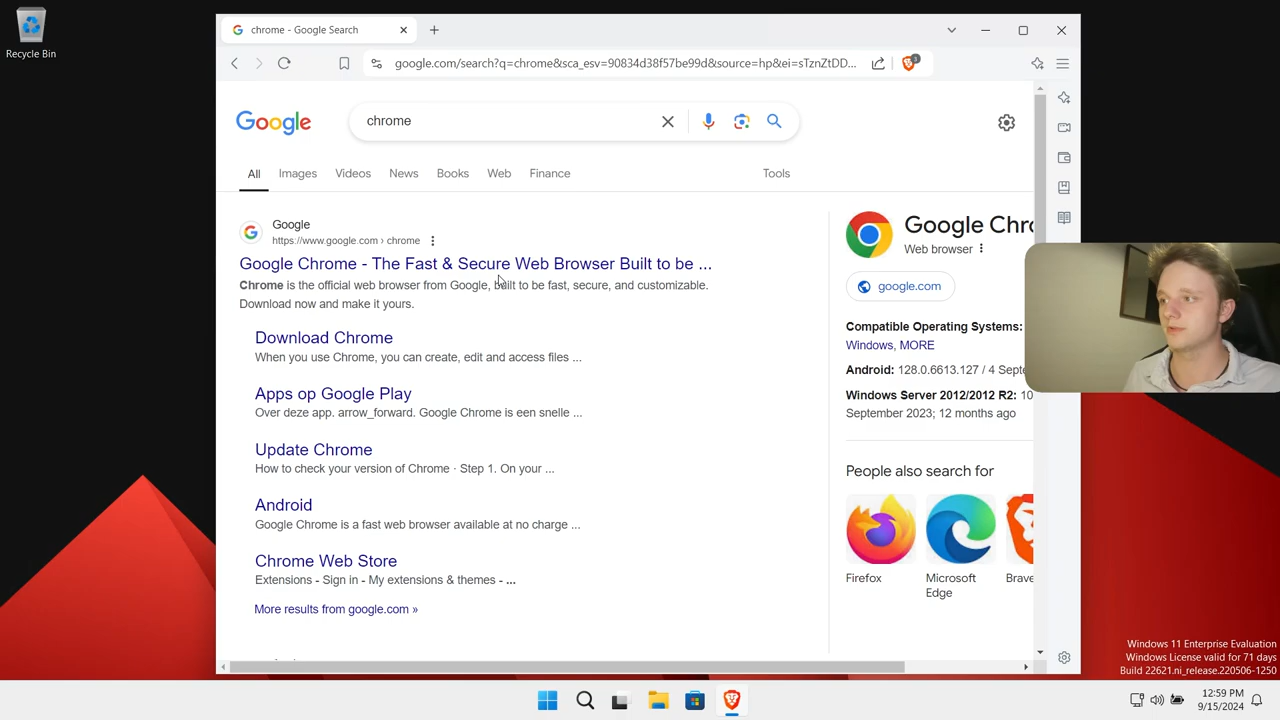 Recycle Bin
chrome - Google Search
google.com/search?q=chrome&sca_esv=90834d38f57be99d&source=hp&ei=sTznZtDD...
3
Google
chrome
All
Images
Videos
News
Books
Web
Finance
Tools
Google
https://www.google.com › chrome
Google Chrome - The Fast & Secure Web Browser Built to be ...
Chrome is the official web browser from Google, built to be fast, secure, and customizable.
Download now and make it yours.
Download Chrome
When you use Chrome, you can create, edit and access files ...
Apps op Google Play
Over deze app. arrow_forward. Google Chrome is een snelle ...
Update Chrome
How to check your version of Chrome · Step 1. On your ...
Android
Google Chrome is a fast web browser available at no charge ...
Chrome Web Store
Extensions - Sign in - My extensions & themes - ...
More results from google.com »
Google Chr
Web browser
google.com
Compatible Operating Systems:
Windows, MORE
Android: 128.0.6613.127 / 4 Septe
Windows Server 2012/2012 R2: 10
September 2023; 12 months ago
People also search for
Firefox
Microsoft
Edge
Brave
Windows 11 Enterprise Evaluation
Windows License valid for 71 days
Build 22621.ni_release.220506-1250
12:59 PM
9/15/2024